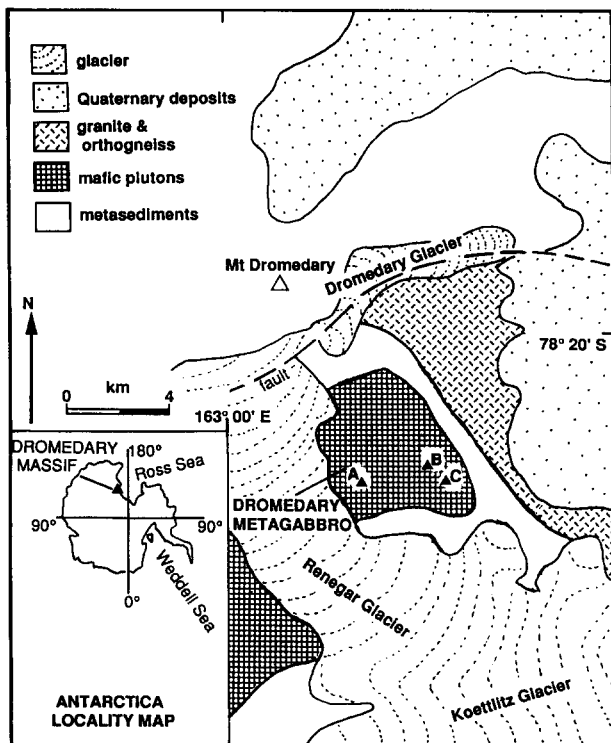 glacier
Quaternary deposits
granite &
orthogneiss
mafic plutons
metasediments
N
0 km 4
Mt Dromedary
Dromedary Glacier
fault
78° 20' S
163° 00' E
A
B
C
DROMEDARY
METAGABBRO
Renegar Glacier
Koettlitz Glacier
DROMEDARY
MASSIF
180°
Ross Sea
90°
90°
0°
Weddell Sea
ANTARCTICA
LOCALITY MAP